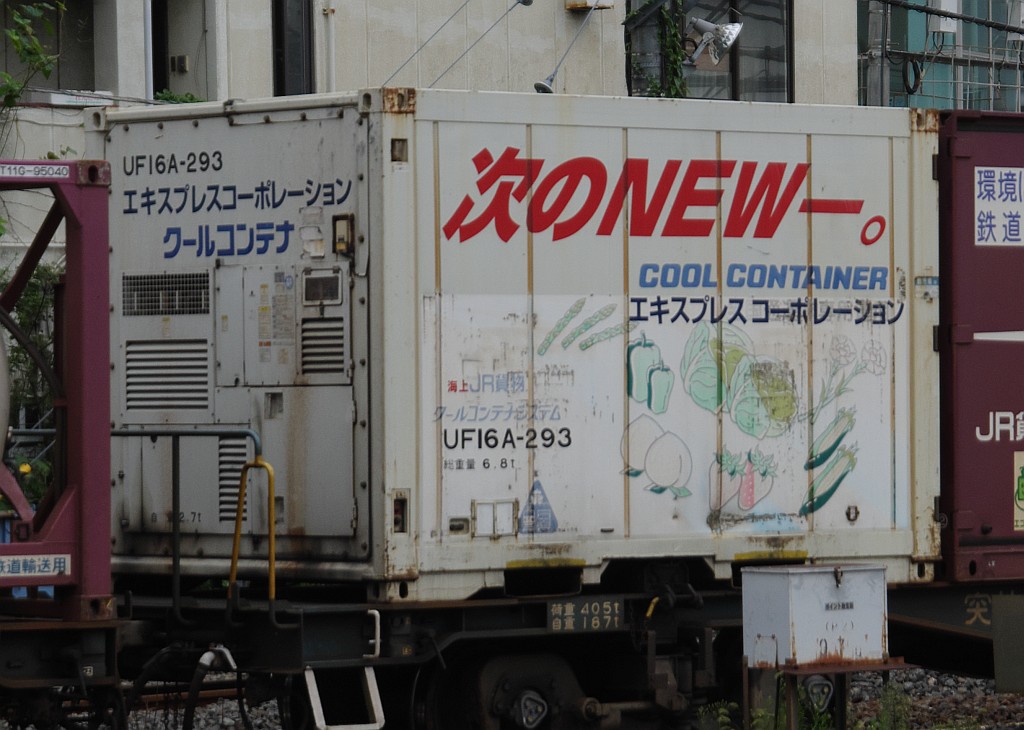 T11G-95040
UF16A-293
エキスプレスコーポレーション
クールコンテナ
次のNEWー。
COOL CONTAINER
エキスプレスコーポレーション
海上JR貨物
クールコンテナシステム
UF16A-293
総重量 6.8t
荷重 40.5t
自重 18.7t
鉄道輸送用
環境
鉄道
JR貨
突